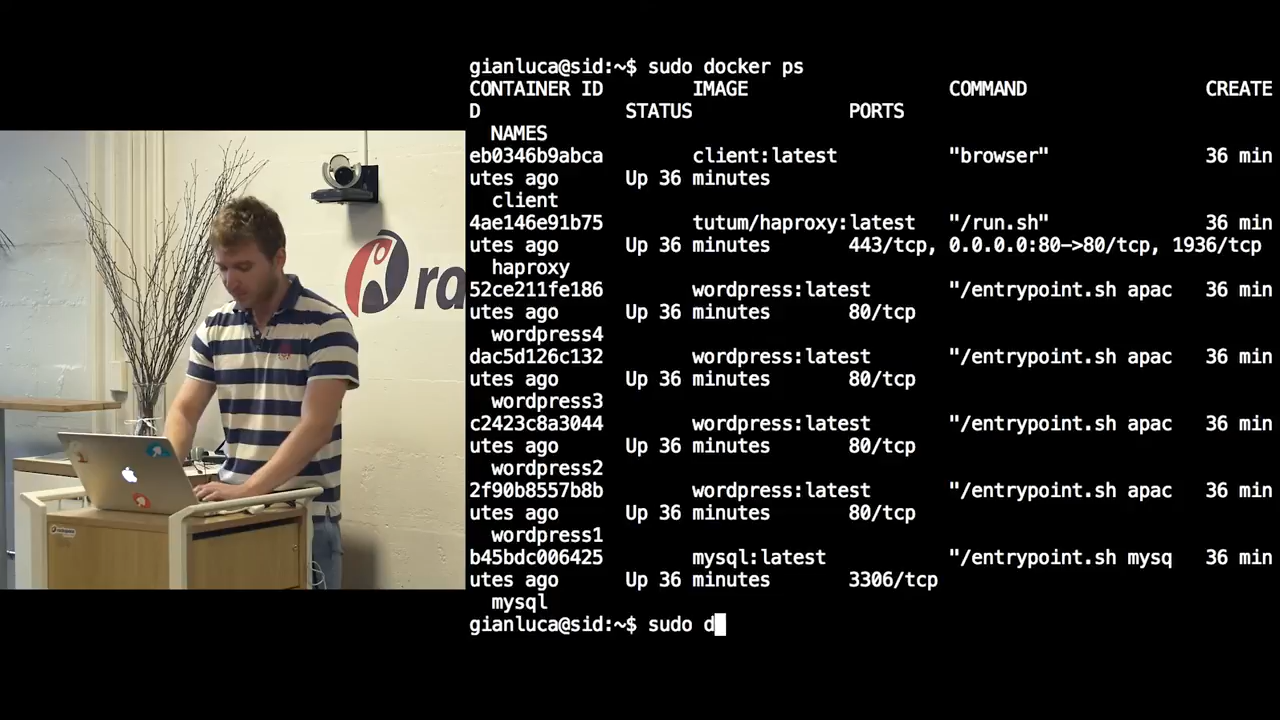 gianluca@sid:~$ sudo docker ps
CONTAINER ID IMAGE COMMAND CREATE
D STATUS PORTS
NAMES
eb0346b9abca client:latest "browser" 36 min
utes ago Up 36 minutes
client
4ae146e91b75 tutum/haproxy:latest "/run.sh" 36 min
utes ago Up 36 minutes 443/tcp, 0.0.0.0:80->80/tcp, 1936/tcp
haproxy
52ce211fe186 wordpress:latest "/entrypoint.sh apac 36 min
utes ago Up 36 minutes 80/tcp
wordpress4
dac5d126c132 wordpress:latest "/entrypoint.sh apac 36 min
utes ago Up 36 minutes 80/tcp
wordpress3
c2423c8a3044 wordpress:latest "/entrypoint.sh apac 36 min
utes ago Up 36 minutes 80/tcp
wordpress2
2f90b8557b8b wordpress:latest "/entrypoint.sh apac 36 min
utes ago Up 36 minutes 80/tcp
wordpress1
b45bdc006425 mysql:latest "/entrypoint.sh mysq 36 min
utes ago Up 36 minutes 3306/tcp
mysql
gianluca@sid:~$ sudo d
ra